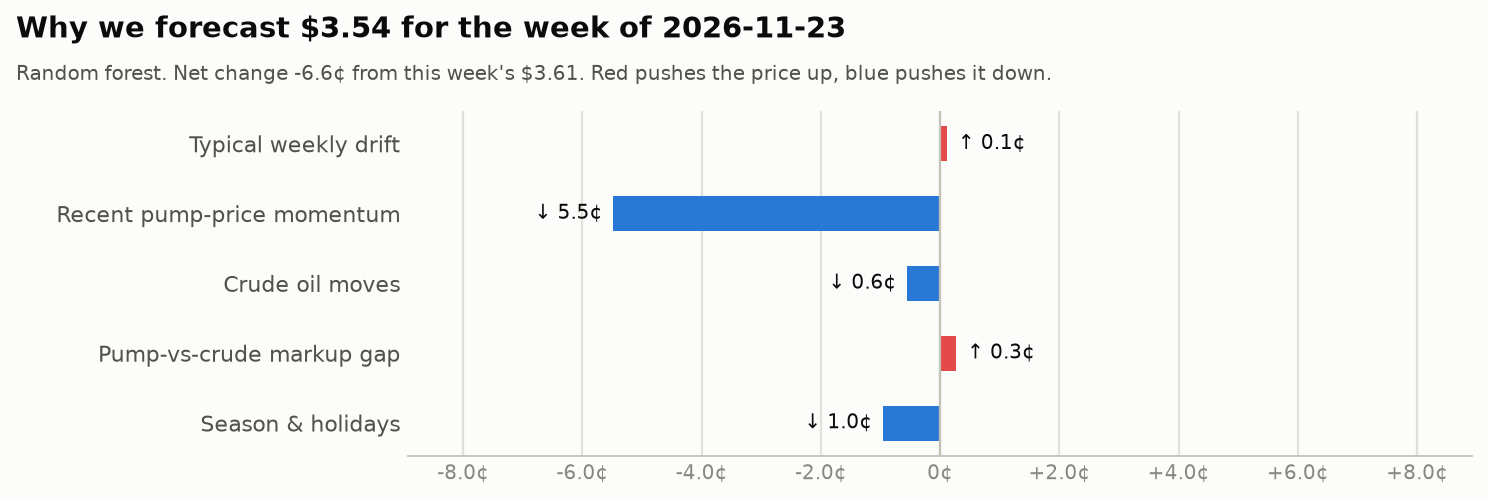 Why we forecast $3.54 for the week of 2026-11-23
Random forest. Net change -6.6¢ from this week's $3.61. Red pushes the price up, blue pushes it down.
Typical weekly drift
↑ 0.1¢
Recent pump-price momentum
↓ 5.5¢
Crude oil moves
↓ 0.6¢
Pump-vs-crude markup gap
↑ 0.3¢
Season & holidays
↓ 1.0¢
-8.0¢ -6.0¢ -4.0¢ -2.0¢ 0¢ +2.0¢ +4.0¢ +6.0¢ +8.0¢